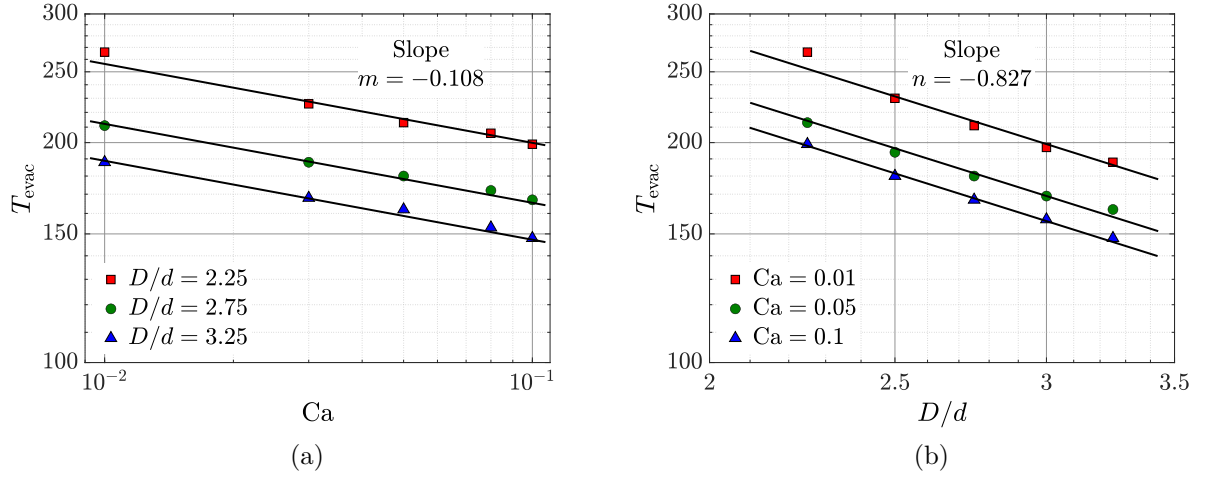 300
250
200
150
100
T_evac
Slope
m = −0.108
D/d = 2.25
D/d = 2.75
D/d = 3.25
10⁻² 10⁻¹
Ca
(a)
300
250
200
150
100
T_evac
Slope
n = −0.827
Ca = 0.01
Ca = 0.05
Ca = 0.1
2 2.5 3 3.5
D/d
(b)